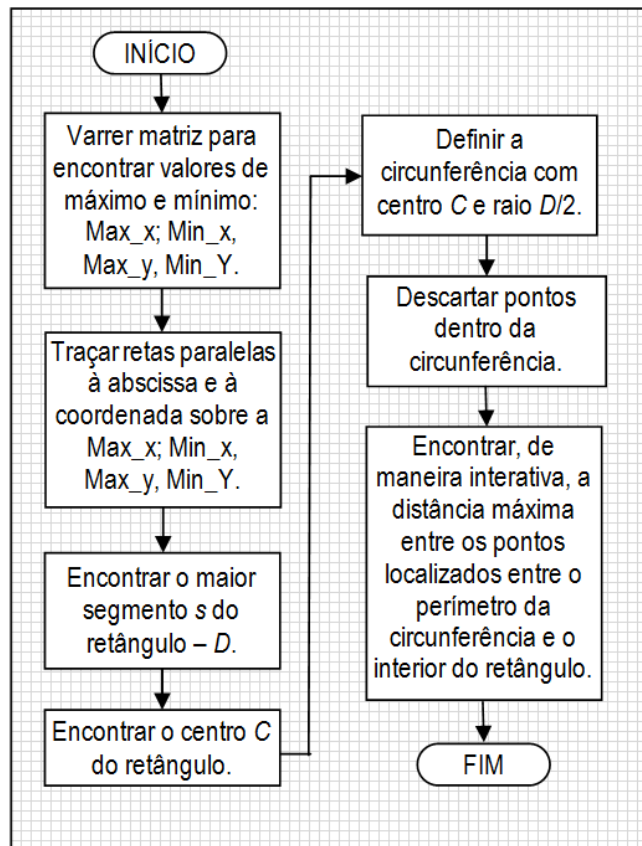 INÍCIO
Varrer matriz para
encontrar valores de
máximo e mínimo:
Max_x; Min_x,
Max_y, Min_Y.
Traçar retas paralelas
à abscissa e à
coordenada sobre a
Max_x; Min_x,
Max_y, Min_Y.
Encontrar o maior
segmento s do
retângulo – D.
Encontrar o centro C
do retângulo.
Definir a
circunferência com
centro C e raio D/2.
Descartar pontos
dentro da
circunferência.
Encontrar, de
maneira interativa, a
distância máxima
entre os pontos
localizados entre o
perímetro da
circunferência e o
interior do retângulo.
FIM